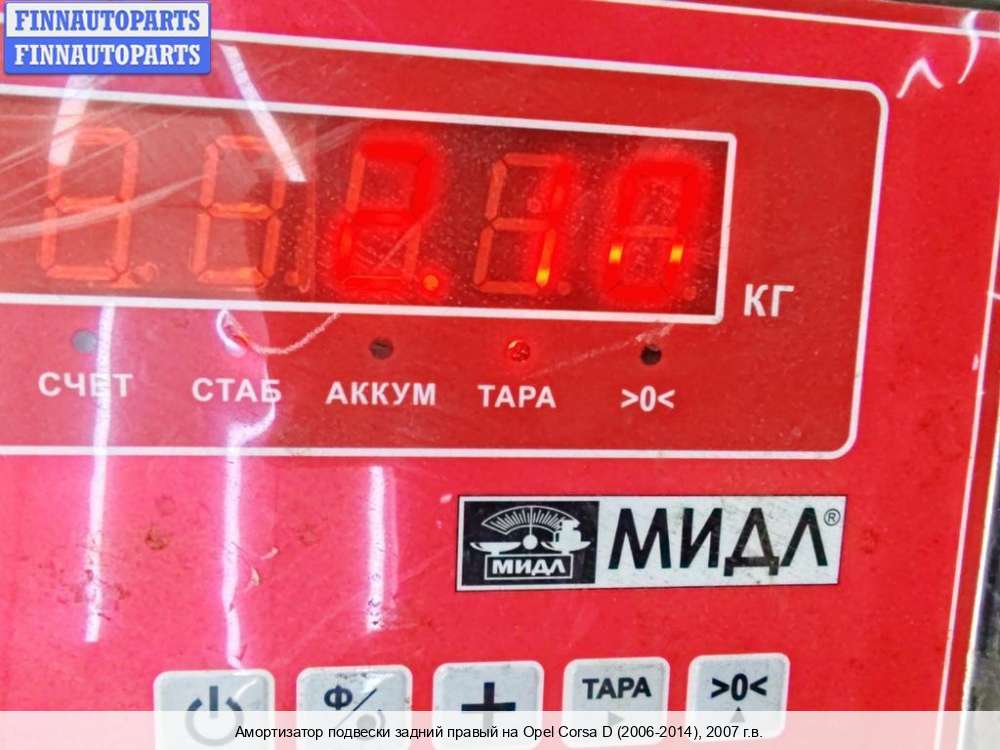 FINNAUTOPARTS
FINNAUTOPARTS
2.10
КГ
СЧЕТ СТАБ АККУМ ТАРА >0<
МИДЛ МИДЛ®
Ф ТАРА >0<
Амортизатор подвески задний правый на Opel Corsa D (2006-2014), 2007 г.в.